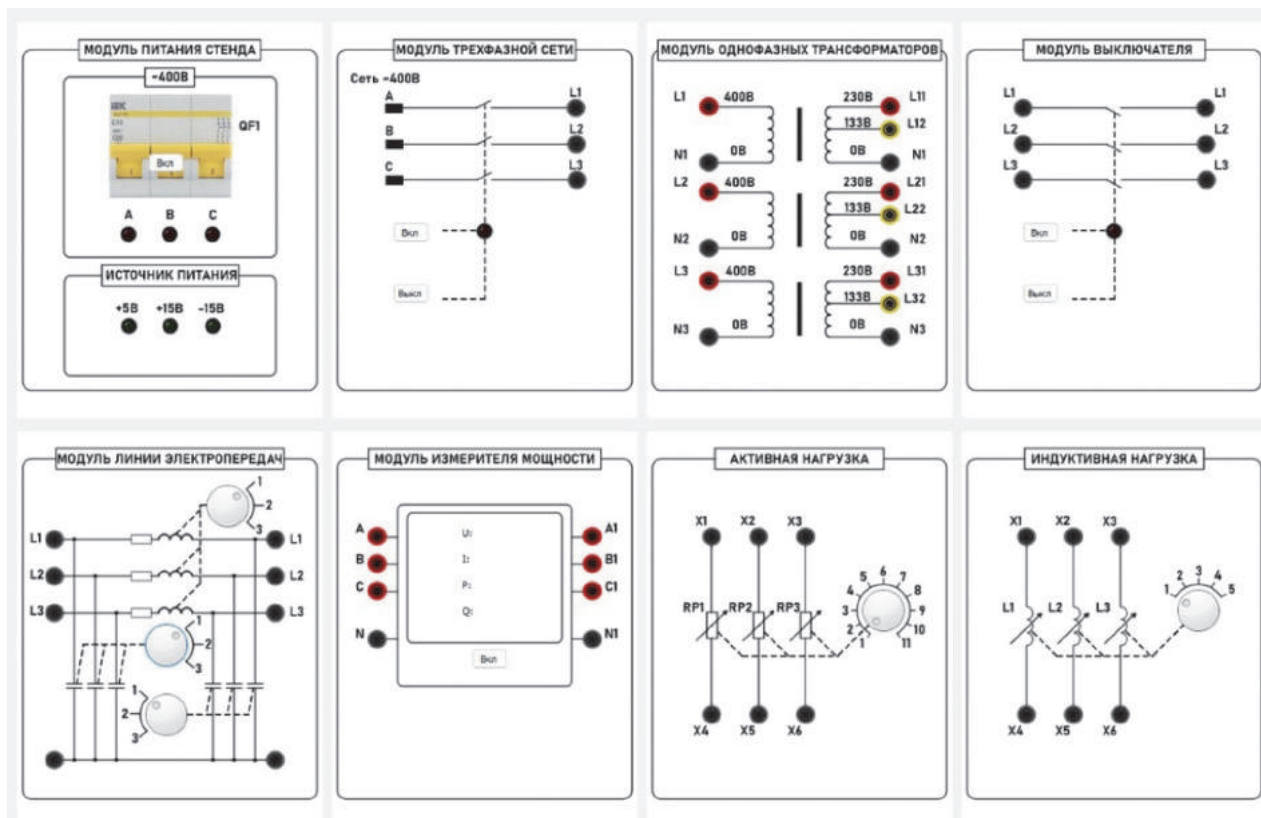 МОДУЛЬ ПИТАНИЯ СТЕНДА
~400В
QF1
Вкл
A B C
ИСТОЧНИК ПИТАНИЯ
+5В +15В -15В
МОДУЛЬ ТРЕХФАЗНОЙ СЕТИ
Сеть ~400В
A L1
B L2
C L3
Вкл
Выкл
МОДУЛЬ ОДНОФАЗНЫХ ТРАНСФОРМАТОРОВ
L1 400В 230В L11
133В L12
N1 0В 0В N1
L2 400В 230В L21
133В L22
N2 0В 0В N2
L3 400В 230В L31
133В L32
N3 0В 0В N3
МОДУЛЬ ВЫКЛЮЧАТЕЛЯ
L1 L1
L2 L2
L3 L3
Вкл
Выкл
МОДУЛЬ ЛИНИИ ЭЛЕКТРОПЕРЕДАЧ
1
2
3
L1 L1
L2 L2
L3 L3
1
2
3
1
2
3
МОДУЛЬ ИЗМЕРИТЕЛЯ МОЩНОСТИ
A U: A1
B I: B1
C P: C1
N Q: N1
Вкл
АКТИВНАЯ НАГРУЗКА
X1 X2 X3
RP1 RP2 RP3
1 2 3 4 5 6 7 8 9 10 11
X4 X5 X6
ИНДУКТИВНАЯ НАГРУЗКА
X1 X2 X3
L1 L2 L3
1 2 3 4 5
X4 X5 X6